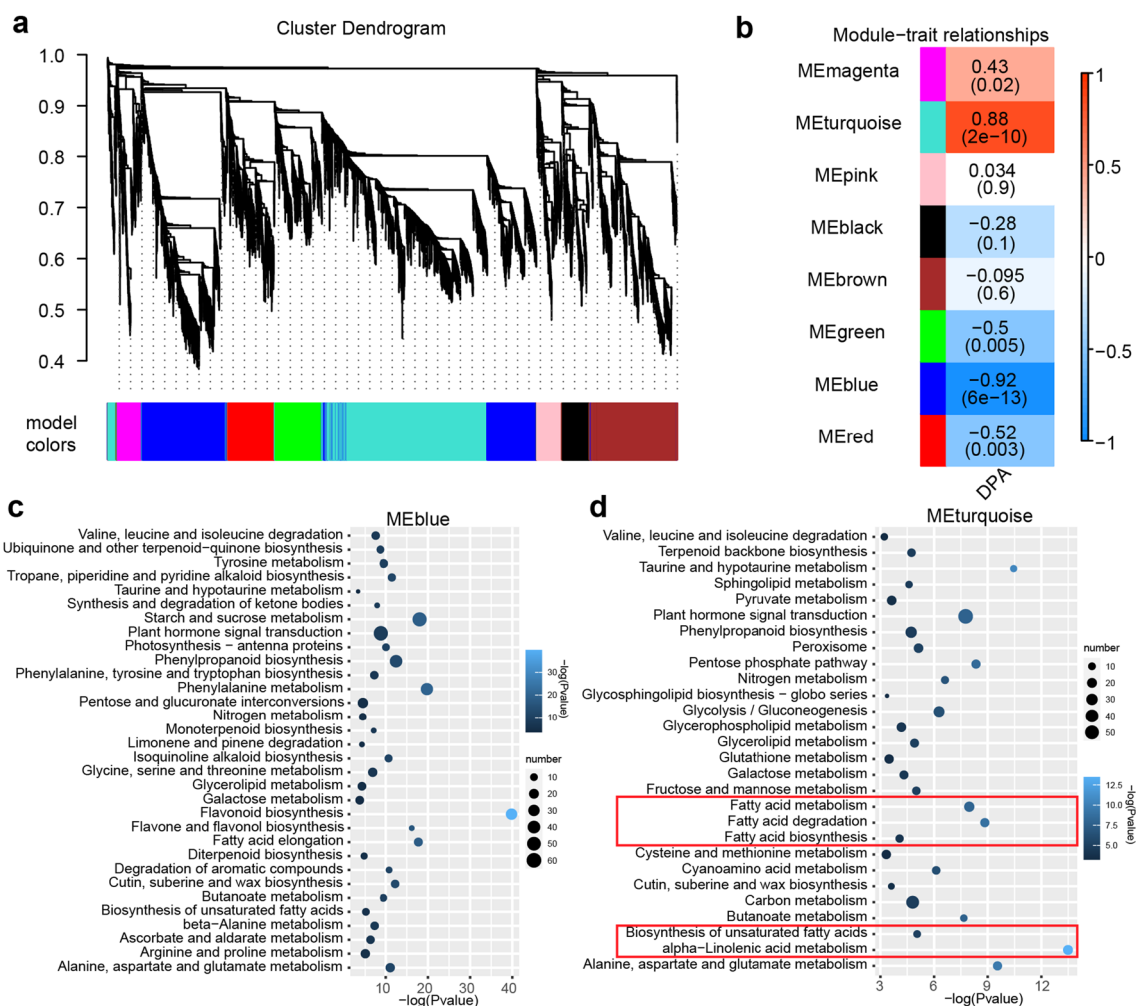 a
Cluster Dendrogram
1.0
0.9
0.8
0.7
0.6
0.5
0.4
model
colors
b
Module−trait relationships
MEmagenta
0.43
(0.02)
MEturquoise
0.88
(2e−10)
MEpink
0.034
(0.9)
MEblack
−0.28
(0.1)
MEbrown
−0.095
(0.6)
MEgreen
−0.5
(0.005)
MEblue
−0.92
(6e−13)
MEred
−0.52
(0.003)
DPA
1
0.5
0
−0.5
−1
c
MEblue
Valine, leucine and isoleucine degradation
Ubiquinone and other terpenoid−quinone biosynthesis
Tyrosine metabolism
Tropane, piperidine and pyridine alkaloid biosynthesis
Taurine and hypotaurine metabolism
Synthesis and degradation of ketone bodies
Starch and sucrose metabolism
Plant hormone signal transduction
Photosynthesis − antenna proteins
Phenylpropanoid biosynthesis
Phenylalanine, tyrosine and tryptophan biosynthesis
Phenylalanine metabolism
Pentose and glucuronate interconversions
Nitrogen metabolism
Monoterpenoid biosynthesis
Limonene and pinene degradation
Isoquinoline alkaloid biosynthesis
Glycine, serine and threonine metabolism
Glycerolipid metabolism
Galactose metabolism
Flavonoid biosynthesis
Flavone and flavonol biosynthesis
Fatty acid elongation
Diterpenoid biosynthesis
Degradation of aromatic compounds
Cutin, suberine and wax biosynthesis
Butanoate metabolism
Biosynthesis of unsaturated fatty acids
beta−Alanine metabolism
Ascorbate and aldarate metabolism
Arginine and proline metabolism
Alanine, aspartate and glutamate metabolism
0 10 20 30 40
−log(Pvalue)
−log(Pvalue)
30
20
10
number
10
20
30
40
50
60
d
MEturquoise
Valine, leucine and isoleucine degradation
Terpenoid backbone biosynthesis
Taurine and hypotaurine metabolism
Sphingolipid metabolism
Pyruvate metabolism
Plant hormone signal transduction
Phenylpropanoid biosynthesis
Peroxisome
Pentose phosphate pathway
Nitrogen metabolism
Glycosphingolipid biosynthesis − globo series
Glycolysis / Gluconeogenesis
Glycerophospholipid metabolism
Glycerolipid metabolism
Glutathione metabolism
Galactose metabolism
Fructose and mannose metabolism
Fatty acid metabolism
Fatty acid degradation
Fatty acid biosynthesis
Cysteine and methionine metabolism
Cyanoamino acid metabolism
Cutin, suberine and wax biosynthesis
Carbon metabolism
Butanoate metabolism
Biosynthesis of unsaturated fatty acids
alpha−Linolenic acid metabolism
Alanine, aspartate and glutamate metabolism
3 6 9 12
−log(Pvalue)
number
10
20
30
40
50
−log(Pvalue)
12.5
10.0
7.5
5.0